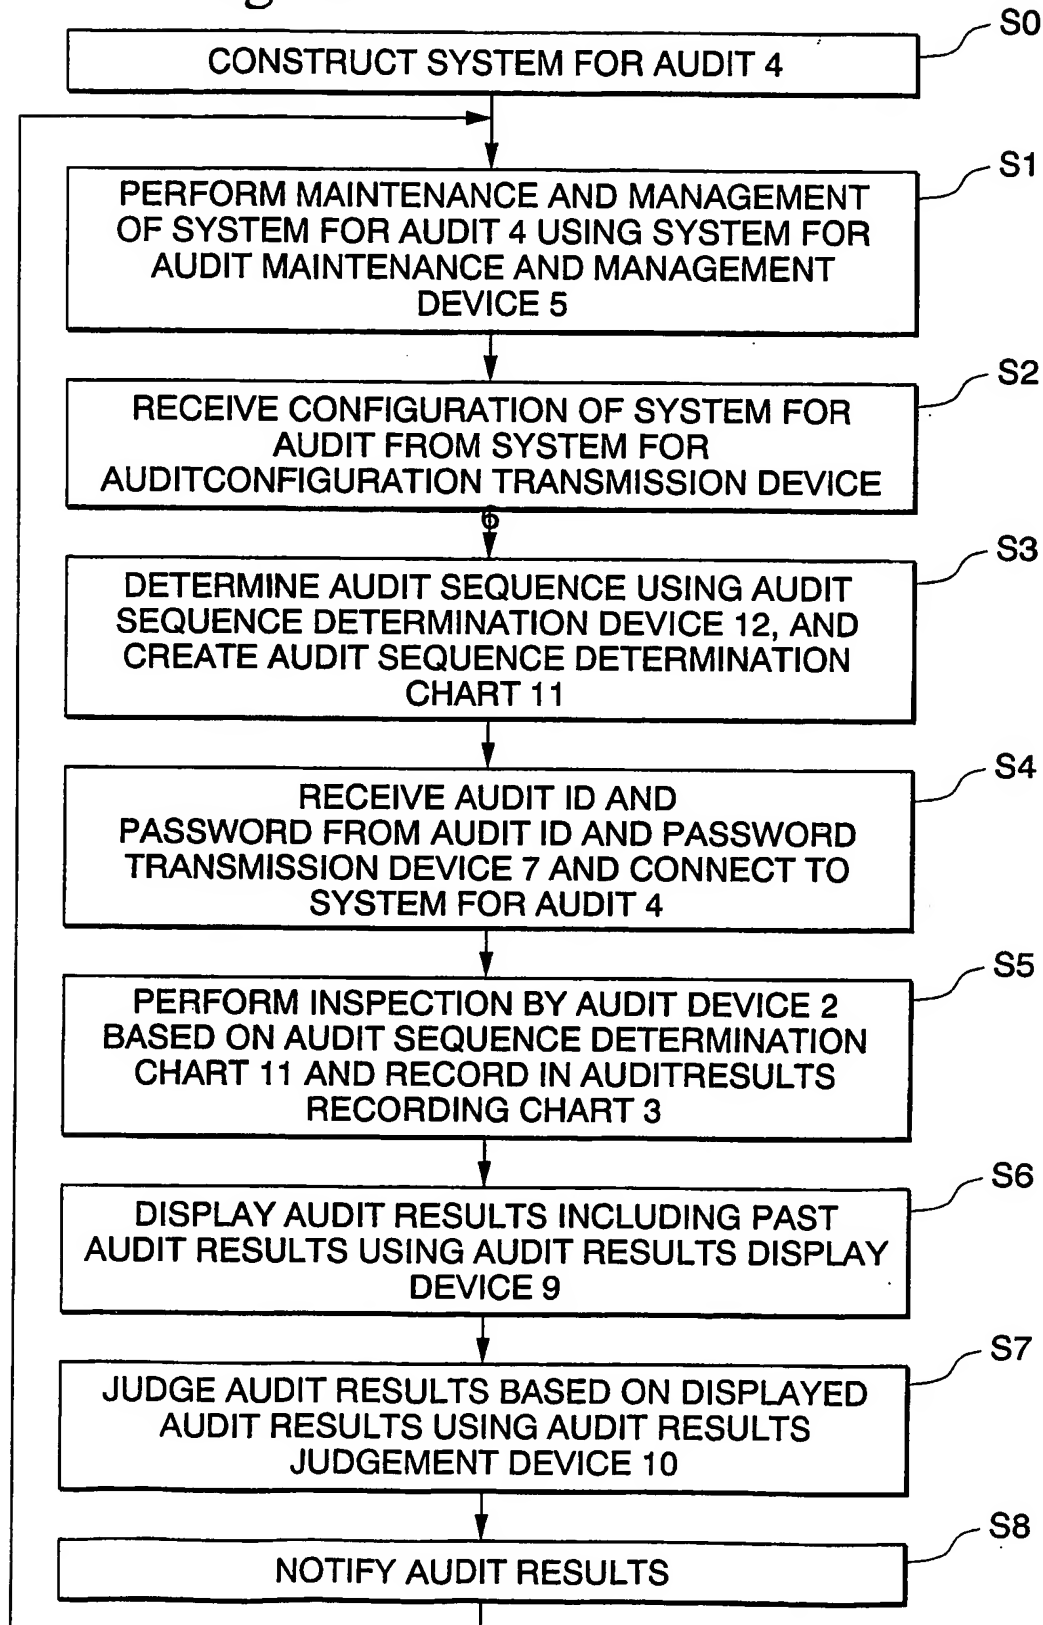 S0
CONSTRUCT SYSTEM FOR AUDIT 4
S1
PERFORM MAINTENANCE AND MANAGEMENT
OF SYSTEM FOR AUDIT 4 USING SYSTEM FOR
AUDIT MAINTENANCE AND MANAGEMENT
DEVICE 5
S2
RECEIVE CONFIGURATION OF SYSTEM FOR
AUDIT FROM SYSTEM FOR
AUDITCONFIGURATION TRANSMISSION DEVICE
6
S3
DETERMINE AUDIT SEQUENCE USING AUDIT
SEQUENCE DETERMINATION DEVICE 12, AND
CREATE AUDIT SEQUENCE DETERMINATION
CHART 11
S4
RECEIVE AUDIT ID AND
PASSWORD FROM AUDIT ID AND PASSWORD
TRANSMISSION DEVICE 7 AND CONNECT TO
SYSTEM FOR AUDIT 4
S5
PERFORM INSPECTION BY AUDIT DEVICE 2
BASED ON AUDIT SEQUENCE DETERMINATION
CHART 11 AND RECORD IN AUDITRESULTS
RECORDING CHART 3
S6
DISPLAY AUDIT RESULTS INCLUDING PAST
AUDIT RESULTS USING AUDIT RESULTS DISPLAY
DEVICE 9
S7
JUDGE AUDIT RESULTS BASED ON DISPLAYED
AUDIT RESULTS USING AUDIT RESULTS
JUDGEMENT DEVICE 10
S8
NOTIFY AUDIT RESULTS